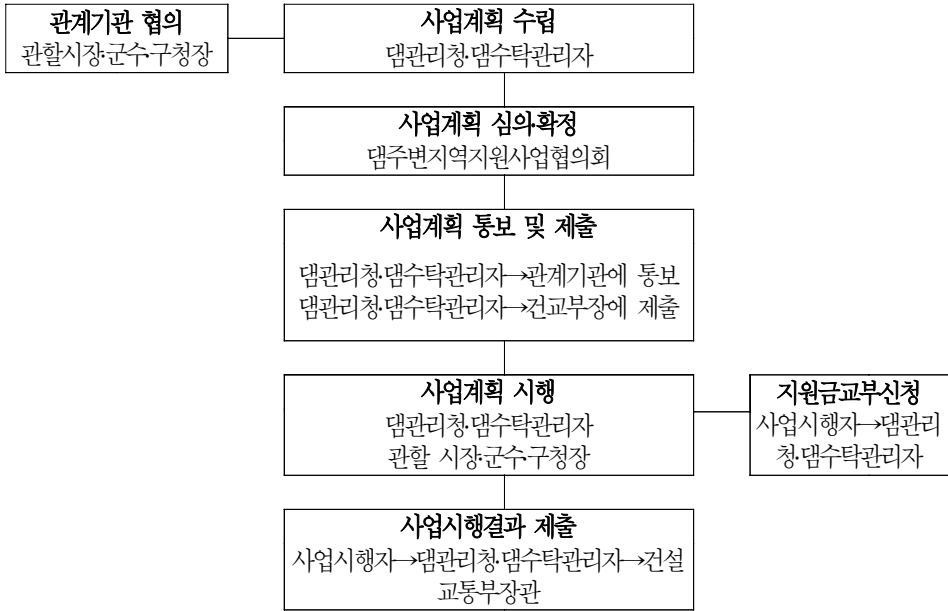 관계기관 협의
관할시장·군수·구청장
사업계획 수립
댐관리청·댐수탁관리자
사업계획 심의·확정
댐주변지역지원사업협의회
사업계획 통보 및 제출
댐관리청·댐수탁관리자→관계기관에 통보
댐관리청·댐수탁관리자→건교부장에 제출
사업계획 시행
댐관리청·댐수탁관리자
관할 시장·군수·구청장
지원금교부신청
사업시행자→댐관리
청·댐수탁관리자
사업시행결과 제출
사업시행자→댐관리청·댐수탁관리자→건설
교통부장관